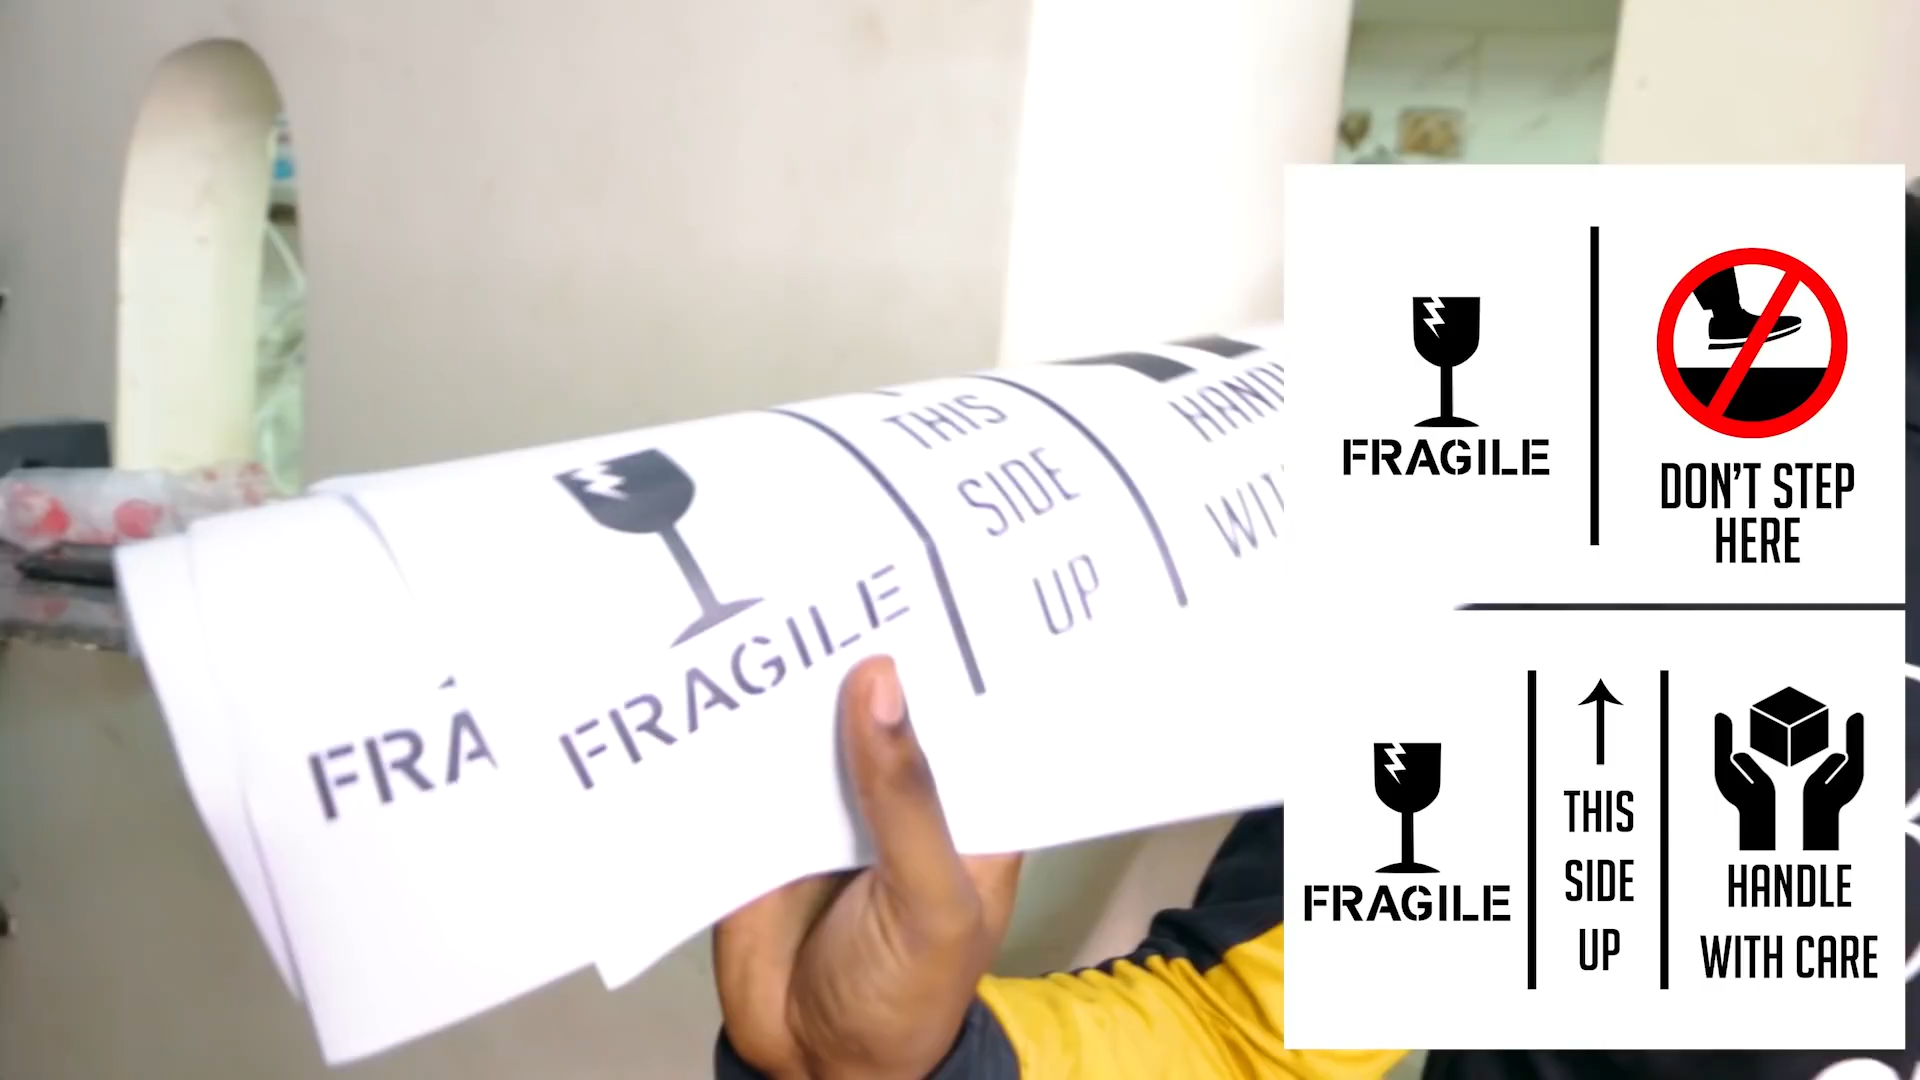 FRA
FRAGILE
THIS
SIDE
UP
FRAGILE
DON'T STEP
HERE
FRAGILE
THIS
SIDE
UP
HANDLE
WITH CARE